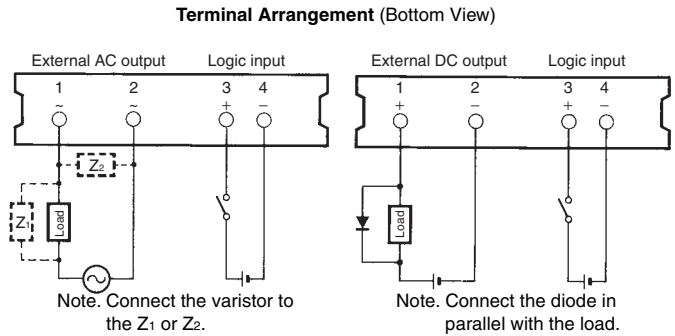 Terminal Arrangement (Bottom View)
External AC output Logic input
1 2 3 4
~ ~ + −
Z₂
Z₁
Load
Note. Connect the varistor to
the Z₁ or Z₂.
External DC output Logic input
1 2 3 4
+ − + −
Load
Note. Connect the diode in
parallel with the load.